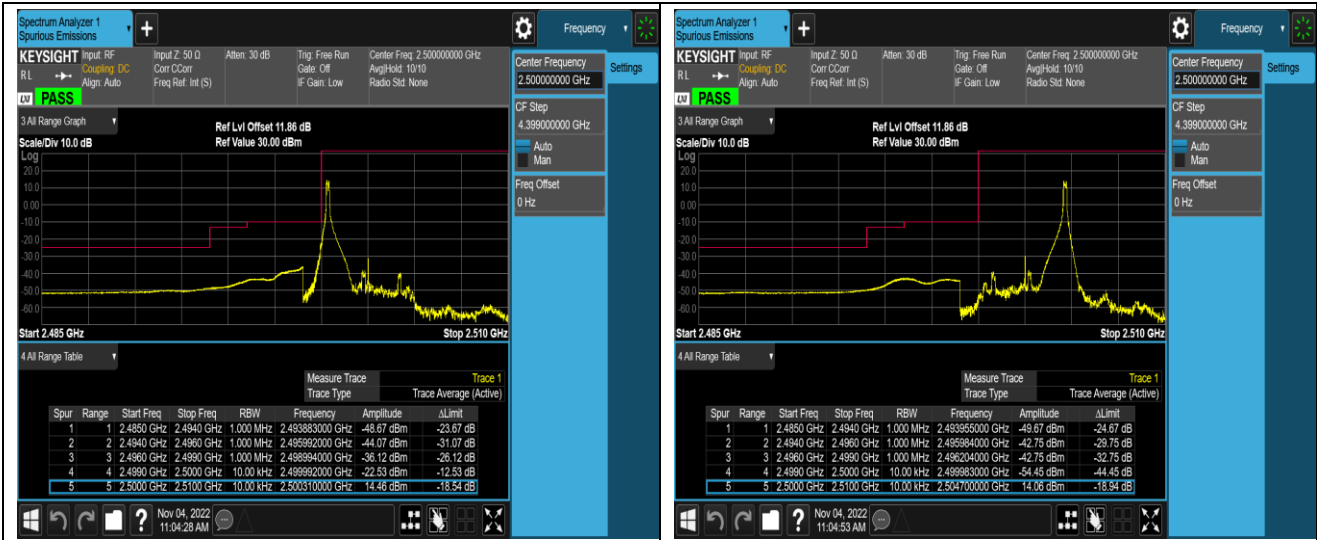 Spectrum Analyzer 1
Spurious Emissions
+
Frequency
KEYSIGHT
Input: RF
Input Z: 50 Ω
Atten: 30 dB
Trig: Free Run
Center Freq: 2.500000000 GHz
R L
Coupling: DC
Corr CCorr
Gate: Off
Avg|Hold: 10/10
Align: Auto
Freq Ref: Int (S)
IF Gain: Low
Radio Std: None
LXI
PASS
3 All Range Graph
Ref Lvl Offset 11.86 dB
Scale/Div 10.0 dB
Ref Value 30.00 dBm
Log
20.0
10.0
0.00
-10.0
-20.0
-30.0
-40.0
-50.0
-60.0
Start 2.485 GHz
Stop 2.510 GHz
4 All Range Table
Measure Trace
Trace 1
Trace Type
Trace Average (Active)
Spur Range Start Freq Stop Freq RBW Frequency Amplitude ΔLimit
1 1 2.4850 GHz 2.4940 GHz 1.000 MHz 2.493883000 GHz -48.67 dBm -23.67 dB
2 2 2.4940 GHz 2.4960 GHz 1.000 MHz 2.495992000 GHz -44.07 dBm -31.07 dB
3 3 2.4960 GHz 2.4990 GHz 1.000 MHz 2.498994000 GHz -36.12 dBm -26.12 dB
4 4 2.4990 GHz 2.5000 GHz 10.00 kHz 2.499992000 GHz -22.53 dBm -12.53 dB
5 5 2.5000 GHz 2.5100 GHz 10.00 kHz 2.500310000 GHz 14.46 dBm -18.54 dB
?
Nov 04, 2022
11:04:28 AM
Center Frequency
2.500000000 GHz
Settings
CF Step
4.399000000 GHz
Auto
Man
Freq Offset
0 Hz
Spectrum Analyzer 1
Spurious Emissions
+
Frequency
KEYSIGHT
Input: RF
Input Z: 50 Ω
Atten: 30 dB
Trig: Free Run
Center Freq: 2.500000000 GHz
R L
Coupling: DC
Corr CCorr
Gate: Off
Avg|Hold: 10/10
Align: Auto
Freq Ref: Int (S)
IF Gain: Low
Radio Std: None
LXI
PASS
3 All Range Graph
Ref Lvl Offset 11.86 dB
Scale/Div 10.0 dB
Ref Value 30.00 dBm
Log
20.0
10.0
0.00
-10.0
-20.0
-30.0
-40.0
-50.0
-60.0
Start 2.485 GHz
Stop 2.510 GHz
4 All Range Table
Measure Trace
Trace 1
Trace Type
Trace Average (Active)
Spur Range Start Freq Stop Freq RBW Frequency Amplitude ΔLimit
1 1 2.4850 GHz 2.4940 GHz 1.000 MHz 2.493955000 GHz -49.67 dBm -24.67 dB
2 2 2.4940 GHz 2.4960 GHz 1.000 MHz 2.495984000 GHz -42.75 dBm -29.75 dB
3 3 2.4960 GHz 2.4990 GHz 1.000 MHz 2.496204000 GHz -42.75 dBm -32.75 dB
4 4 2.4990 GHz 2.5000 GHz 10.00 kHz 2.499983000 GHz -54.45 dBm -44.45 dB
5 5 2.5000 GHz 2.5100 GHz 10.00 kHz 2.504700000 GHz 14.06 dBm -18.94 dB
?
Nov 04, 2022
11:04:53 AM
Center Frequency
2.500000000 GHz
Settings
CF Step
4.399000000 GHz
Auto
Man
Freq Offset
0 Hz